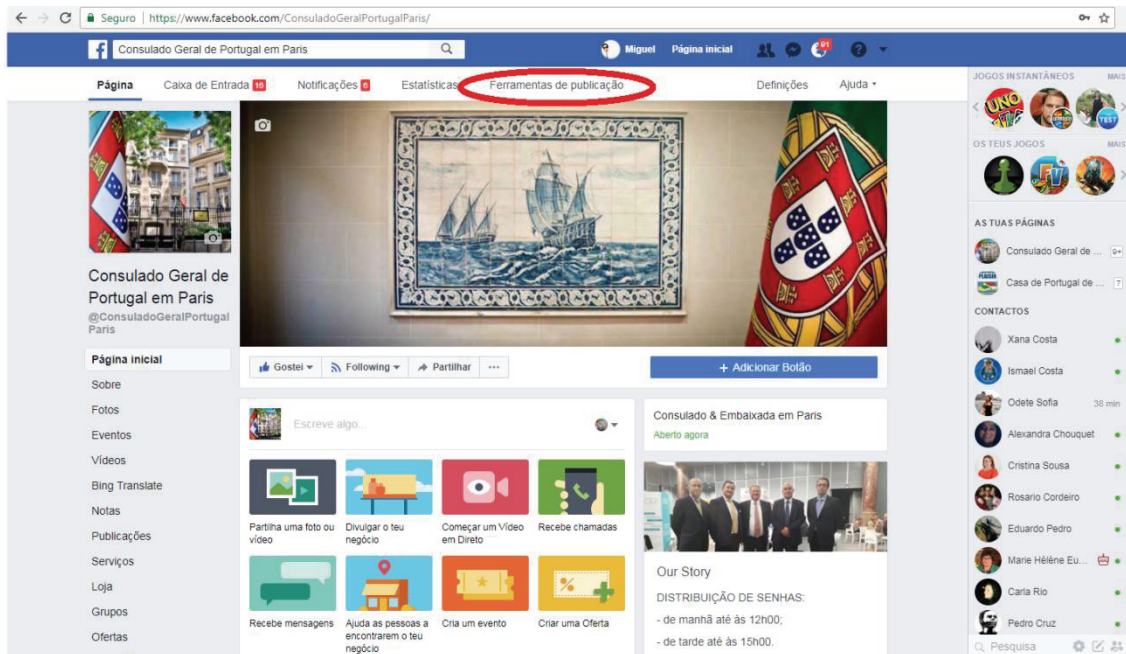 Seguro | https://www.facebook.com/ConsuladoGeralPortugalParis/
Consulado Geral de Portugal em Paris
Miguel
Página inicial
91
Página
Caixa de Entrada 16
Notificações 6
Estatísticas
Ferramentas de publicação
Definições
Ajuda
Consulado Geral de
Portugal em Paris
@ConsuladoGeralPortugal
Paris
Página inicial
Sobre
Fotos
Eventos
Vídeos
Bing Translate
Notas
Publicações
Serviços
Loja
Grupos
Ofertas
Gostei
Following
Partilhar
+ Adicionar Botão
Escreve algo...
Partilha uma foto ou
vídeo
Divulgar o teu
negócio
Começar um Vídeo
em Direto
Recebe chamadas
Recebe mensagens
Ajuda as pessoas a
encontrarem o teu
negócio
Cria um evento
Criar uma Oferta
Consulado & Embaixada em Paris
Aberto agora
Our Story
DISTRIBUIÇÃO DE SENHAS:
- de manhã até às 12h00;
- de tarde até às 15h00.
JOGOS INSTANTÂNEOS
MAIS
UNO
TEST
OS TEUS JOGOS
MAIS
FV
AS TUAS PÁGINAS
Consulado Geral de ...
9+
Casa de Portugal de ...
7
CONTACTOS
Xana Costa
Ismael Costa
Odete Sofia
38 min
Alexandra Chouquet
Cristina Sousa
Rosario Cordeiro
Eduardo Pedro
Marie Hélène Eu...
Carla Rio
Pedro Cruz
Pesquisa